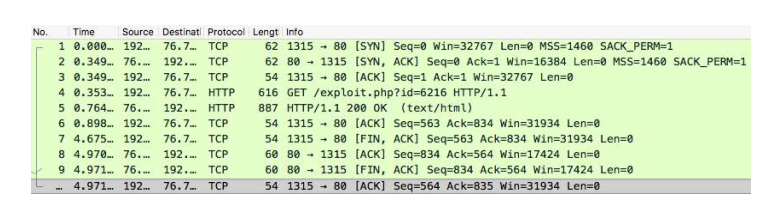 No. Time Source Destinati Protocol Lengt Info
1 0.000… 192… 76.7… TCP 62 1315 → 80 [SYN] Seq=0 Win=32767 Len=0 MSS=1460 SACK_PERM=1
2 0.349… 76.… 192.… TCP 62 80 → 1315 [SYN, ACK] Seq=0 Ack=1 Win=16384 Len=0 MSS=1460 SACK_PERM=1
3 0.349… 192… 76.7… TCP 54 1315 → 80 [ACK] Seq=1 Ack=1 Win=32767 Len=0
4 0.353… 192… 76.7… HTTP 616 GET /exploit.php?id=6216 HTTP/1.1
5 0.764… 76.… 192.… HTTP 887 HTTP/1.1 200 OK (text/html)
6 0.898… 192… 76.7… TCP 54 1315 → 80 [ACK] Seq=563 Ack=834 Win=31934 Len=0
7 4.675… 192… 76.7… TCP 54 1315 → 80 [FIN, ACK] Seq=563 Ack=834 Win=31934 Len=0
8 4.970… 76.… 192.… TCP 60 80 → 1315 [ACK] Seq=834 Ack=564 Win=17424 Len=0
9 4.971… 76.… 192.… TCP 60 80 → 1315 [FIN, ACK] Seq=834 Ack=564 Win=17424 Len=0
… 4.971… 192… 76.7… TCP 54 1315 → 80 [ACK] Seq=564 Ack=835 Win=31934 Len=0